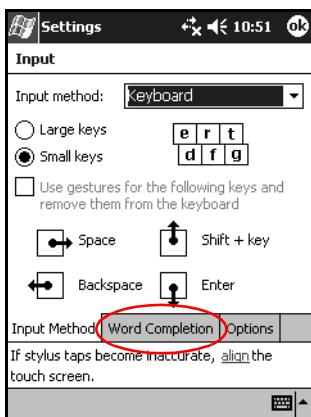 Settings 10:51 ok
Input
Input method: Keyboard
Large keys
e r t
Small keys
d f g
Use gestures for the following keys and
remove them from the keyboard
Space Shift + key
Backspace Enter
Input Method Word Completion Options
If stylus taps become inaccurate, align the
touch screen.